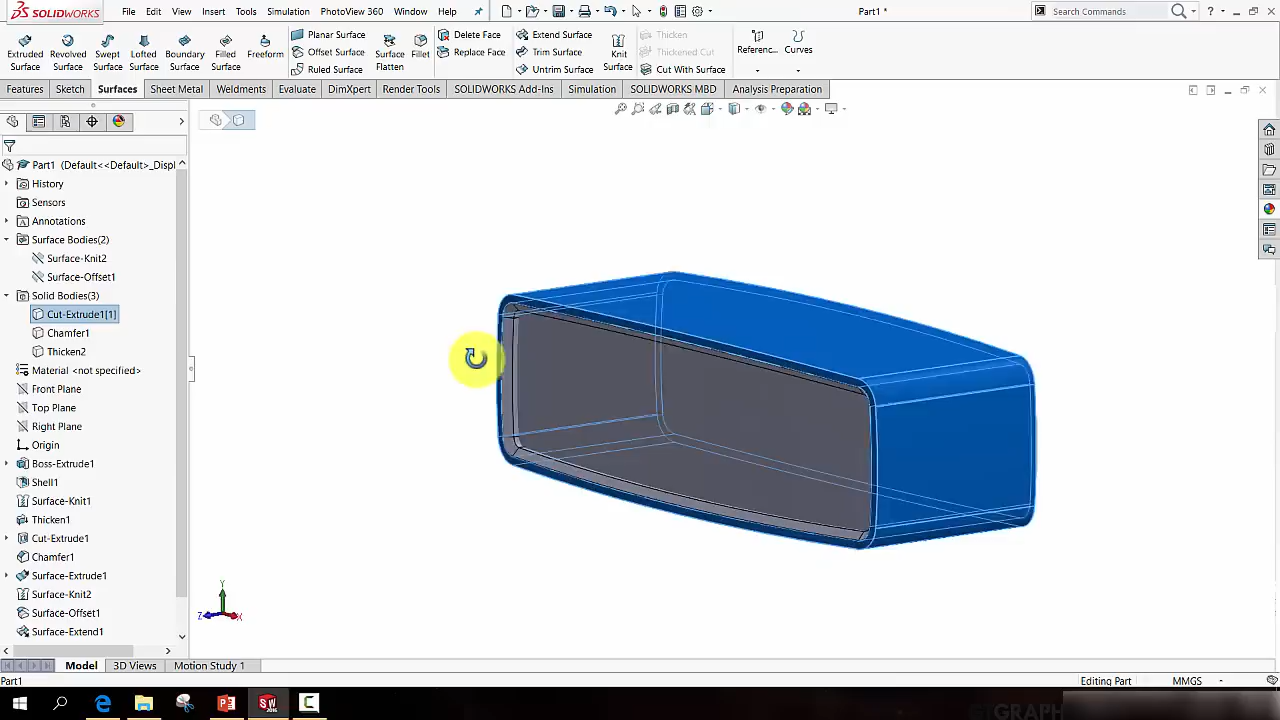 SOLIDWORKS File Edit View Insert Tools Simulation PhotoView 360 Window Help Part1 * Search Commands ?
Extruded Surface Revolved Surface Swept Surface Lofted Surface Boundary Surface Filled Surface Freeform
Planar Surface
Offset Surface
Ruled Surface
Surface Flatten
Fillet
Delete Face
Replace Face
Extend Surface
Trim Surface
Untrim Surface
Knit Surface
Thicken
Thickened Cut
Cut With Surface
Referenc...
Curves
Features Sketch Surfaces Sheet Metal Weldments Evaluate DimXpert Render Tools SOLIDWORKS Add-Ins Simulation SOLIDWORKS MBD Analysis Preparation
Part1 (Default<<Default>_Displ
History
Sensors
Annotations
Surface Bodies(2)
Surface-Knit2
Surface-Offset1
Solid Bodies(3)
Cut-Extrude1[1]
Chamfer1
Thicken2
Material <not specified>
Front Plane
Top Plane
Right Plane
Origin
Boss-Extrude1
Shell1
Surface-Knit1
Thicken1
Cut-Extrude1
Chamfer1
Surface-Extrude1
Surface-Knit2
Surface-Offset1
Surface-Extend1
Y
Z X
Model 3D Views Motion Study 1
Part1 Editing Part MMGS